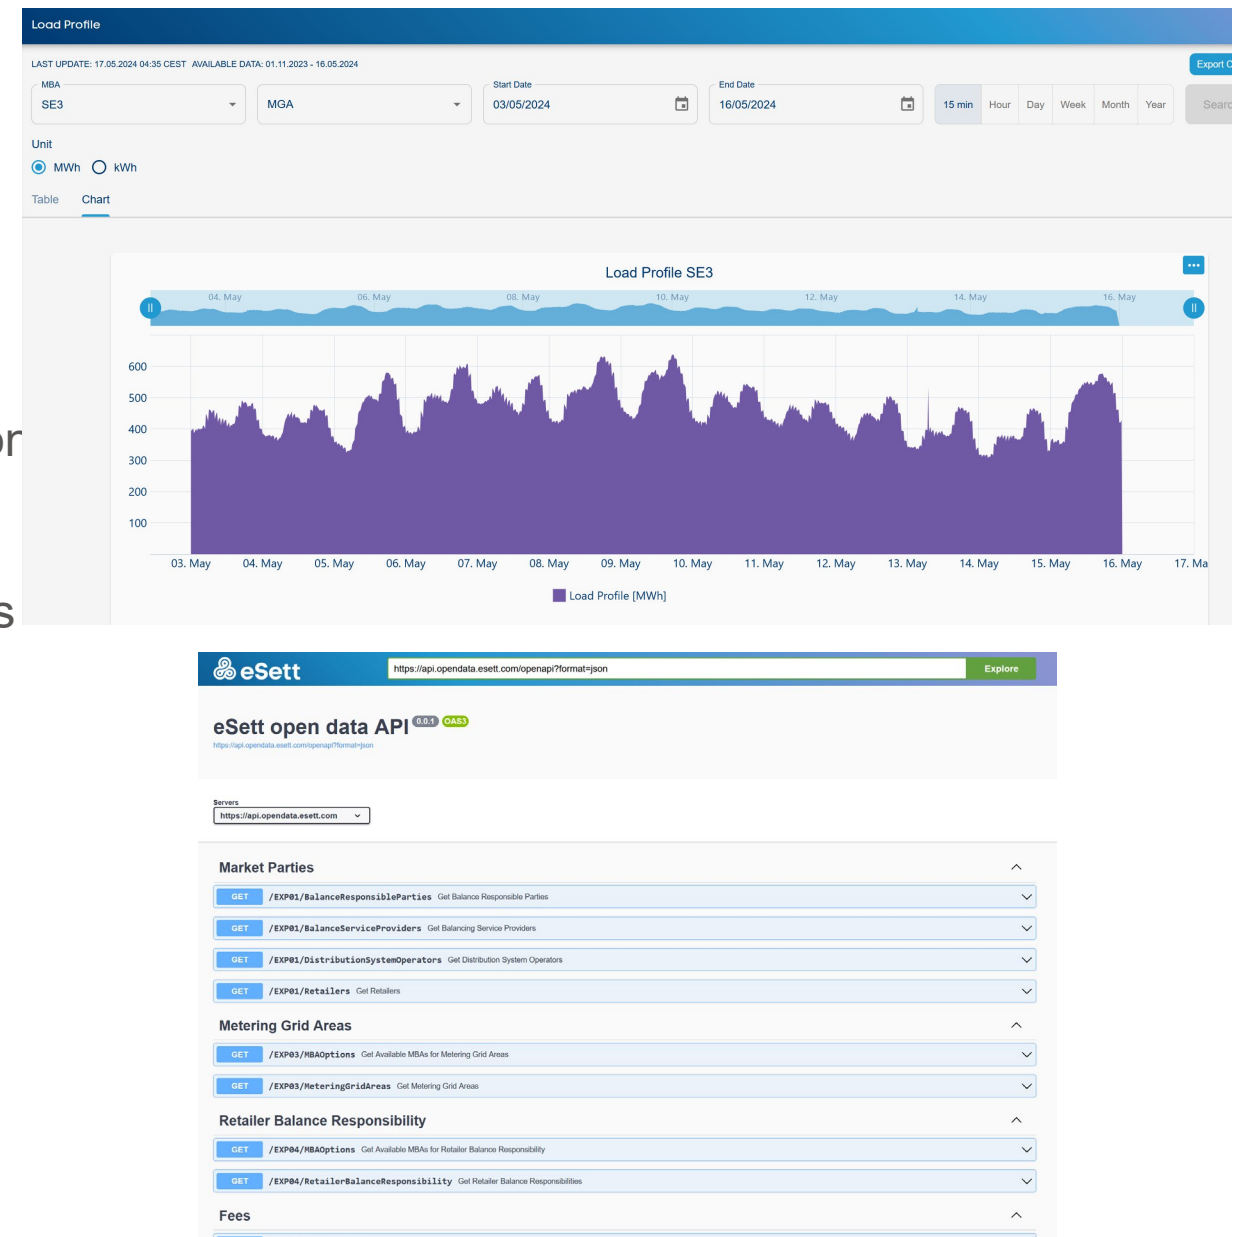 Load Profile
LAST UPDATE: 17.05.2024 04:35 CEST AVAILABLE DATA: 01.11.2023 - 16.05.2024
Export C
MBA
SE3
MGA
Start Date
03/05/2024
End Date
16/05/2024
15 min Hour Day Week Month Year
Searc
Unit
MWh kWh
Table Chart
Load Profile SE3
04. May 06. May 08. May 10. May 12. May 14. May 16. May
600
500
400
300
200
100
03. May 04. May 05. May 06. May 07. May 08. May 09. May 10. May 11. May 12. May 13. May 14. May 15. May 16. May 17. Ma
Load Profile [MWh]
on
s
eSett
https://api.opendata.esett.com/openapi?format=json
Explore
eSett open data API 0.0.1 OAS3
https://api.opendata.esett.com/openapi?format=json
Servers
https://api.opendata.esett.com
Market Parties
GET /EXP01/BalanceResponsibleParties Get Balance Responsible Parties
GET /EXP01/BalanceServiceProviders Get Balancing Service Providers
GET /EXP01/DistributionSystemOperators Get Distribution System Operators
GET /EXP01/Retailers Get Retailers
Metering Grid Areas
GET /EXP03/MBAOptions Get Available MBAs for Metering Grid Areas
GET /EXP03/MeteringGridAreas Get Metering Grid Areas
Retailer Balance Responsibility
GET /EXP04/MBAOptions Get Available MBAs for Retailer Balance Responsibility
GET /EXP04/RetailerBalanceResponsibility Get Retailer Balance Responsibilities
Fees